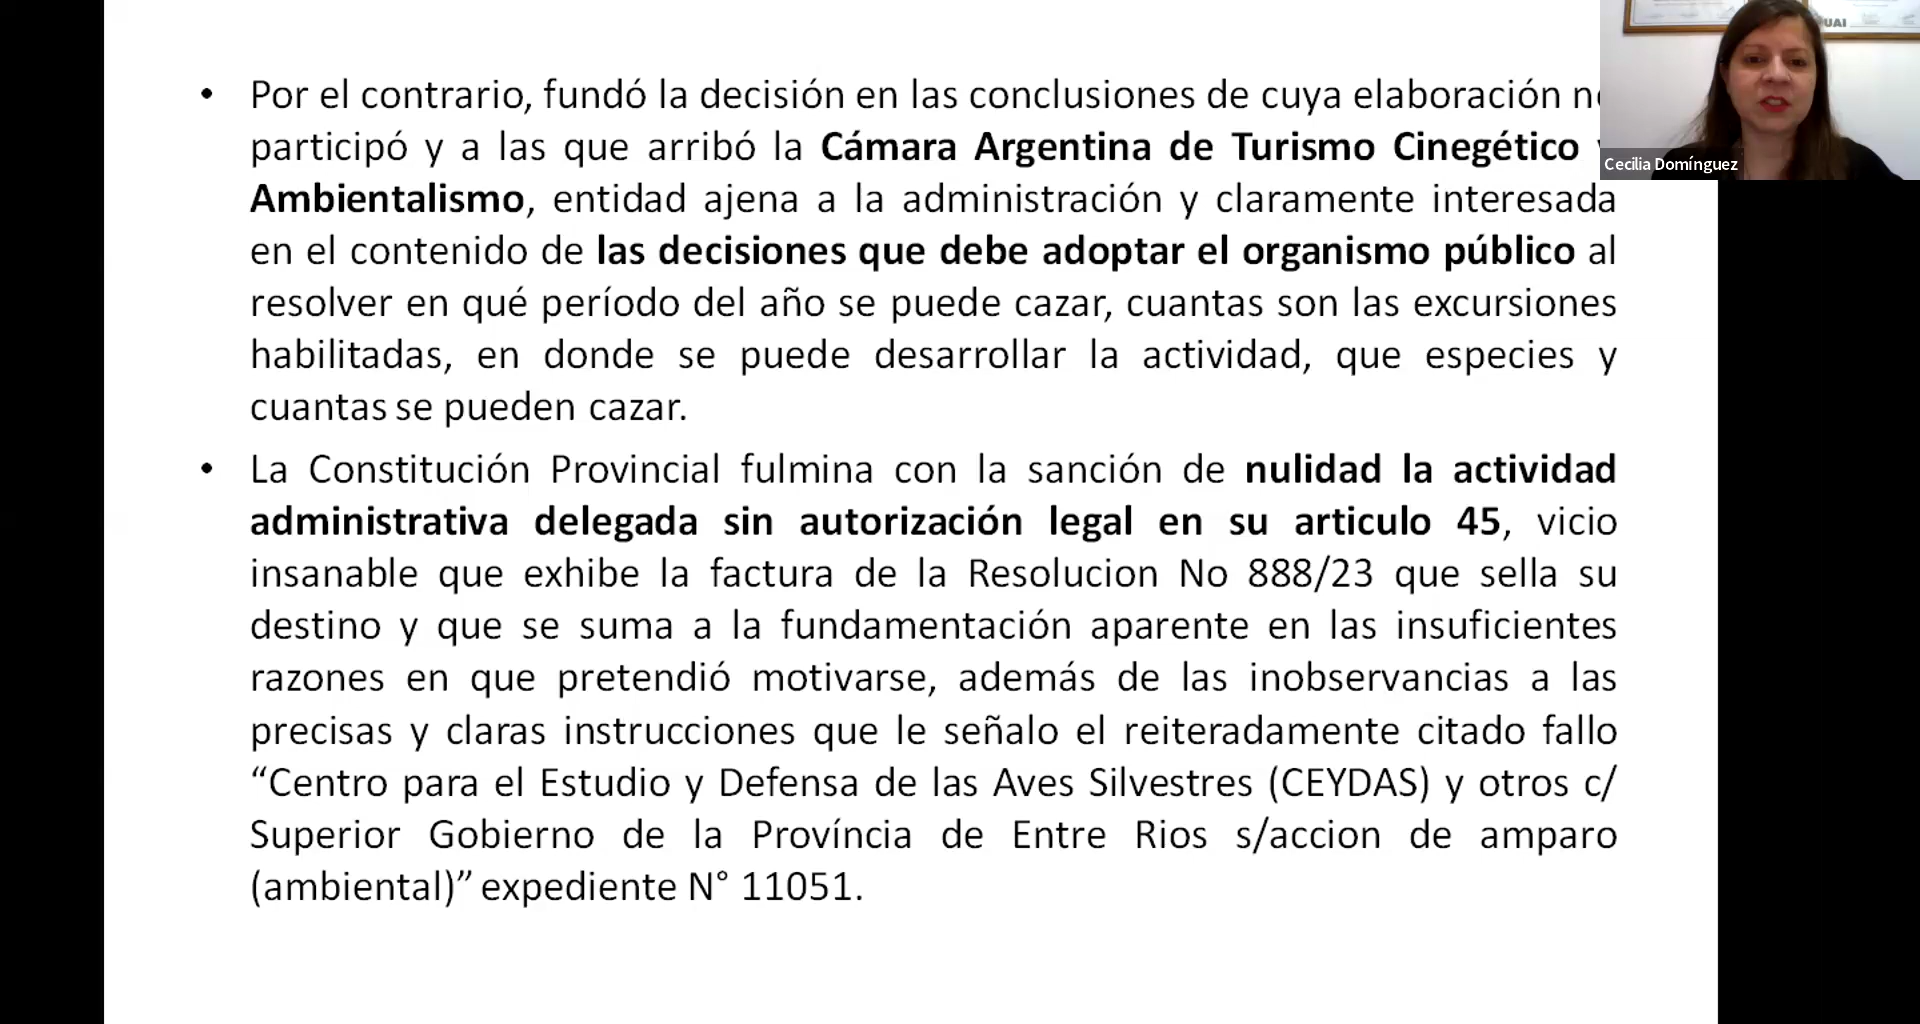 • Por el contrario, fundó la decisión en las conclusiones de cuya elaboración
participó y a las que arribó la Cámara Argentina de Turismo Cinegético
Ambientalismo, entidad ajena a la administración y claramente interesada
en el contenido de las decisiones que debe adoptar el organismo público al
resolver en qué período del año se puede cazar, cuantas son las excursiones
habilitadas, en donde se puede desarrollar la actividad, que especies y
cuantas se pueden cazar.
• La Constitución Provincial fulmina con la sanción de nulidad la actividad
administrativa delegada sin autorización legal en su articulo 45, vicio
insanable que exhibe la factura de la Resolucion No 888/23 que sella su
destino y que se suma a la fundamentación aparente en las insuficientes
razones en que pretendió motivarse, además de las inobservancias a las
precisas y claras instrucciones que le señalo el reiteradamente citado fallo
“Centro para el Estudio y Defensa de las Aves Silvestres (CEYDAS) y otros c/
Superior Gobierno de la Província de Entre Rios s/accion de amparo
(ambiental)” expediente N° 11051.
UAI
Cecilia Domínguez